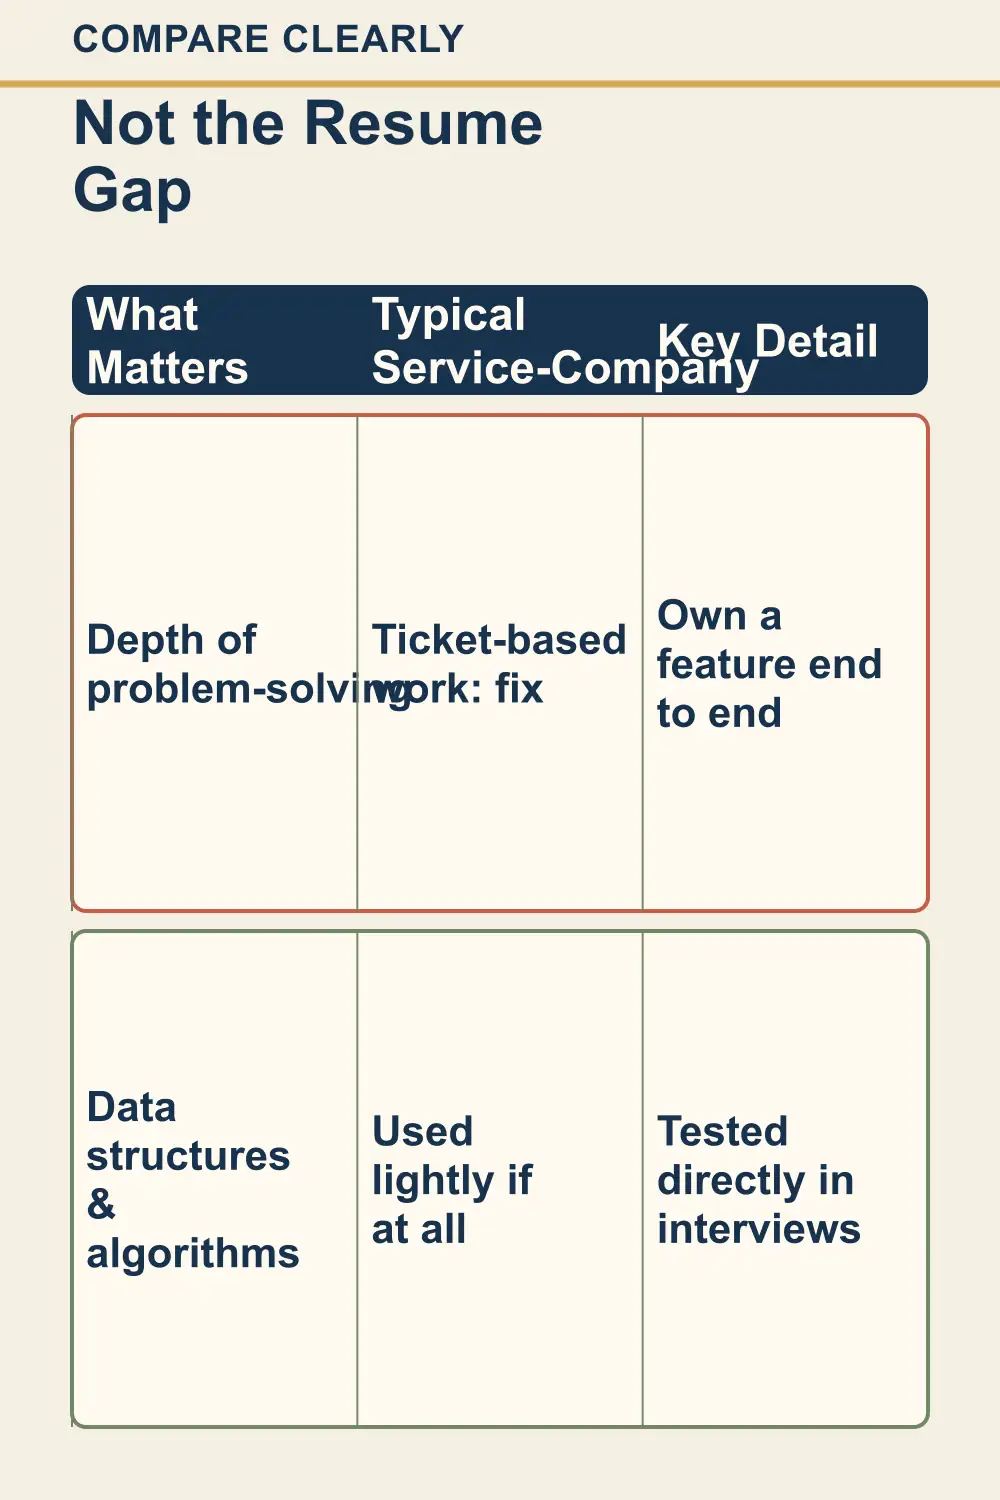 COMPARE CLEARLY
Not the Resume
Gap
What
Matters
Typical
Service-Company
Key Detail
Depth of
problem-solving
Ticket-based
work: fix
Own a
feature end
to end
Data
structures
&
algorithms
Used
lightly if
at all
Tested
directly in
interviews